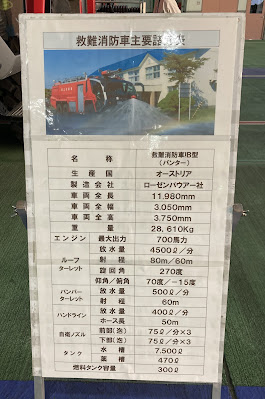 救難消防車主要諸元
名 称 救難消防車IB型
(パンター)
生 産 国 オーストリア
製 造 会 社 ローゼンバウアー社
車 両 全 長 11,980mm
車 両 全 幅 3,050mm
車 両 全 高 3,750mm
重 量 28,610Kg
エンジン 最大出力 700馬力
ルーフターレット 放 水 量 4500ℓ/分
射 程 80m/60m
旋 回 角 270度
仰角/俯角 70度/-15度
バンパーターレット 放 水 量 500ℓ/分
射 程 60m
ハンドライン 放 水 量 400ℓ/分
ホース長 50m
自衛ノズル 前部(迄) 75ℓ/分×3
下部(迄) 75ℓ/分×3
タ ン ク 水 槽 7,500ℓ
薬 槽 470ℓ
燃料タンク容量 300ℓ